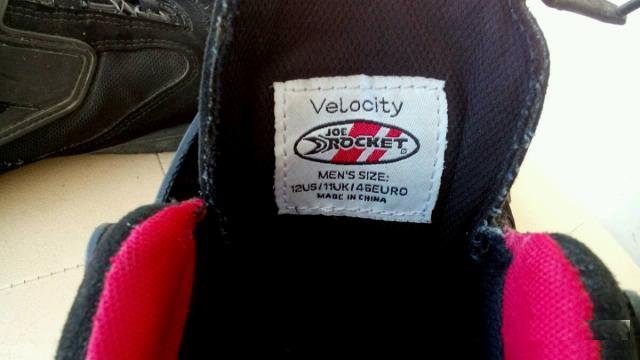 Velocity
JOE
ROCKET
MEN'S SIZE:
12US/11UK/46EURO
MADE IN CHINA